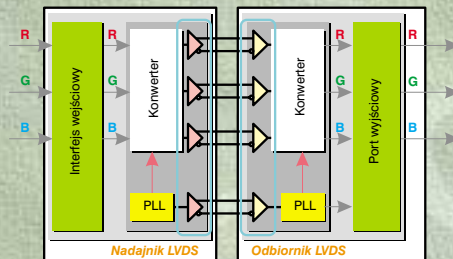 R R R R
G G G G
B B B B
Interfejs wejściowy
Konwerter
PLL
Konwerter
PLL
Port wyjściowy
Nadajnik LVDS
Odbiornik LVDS